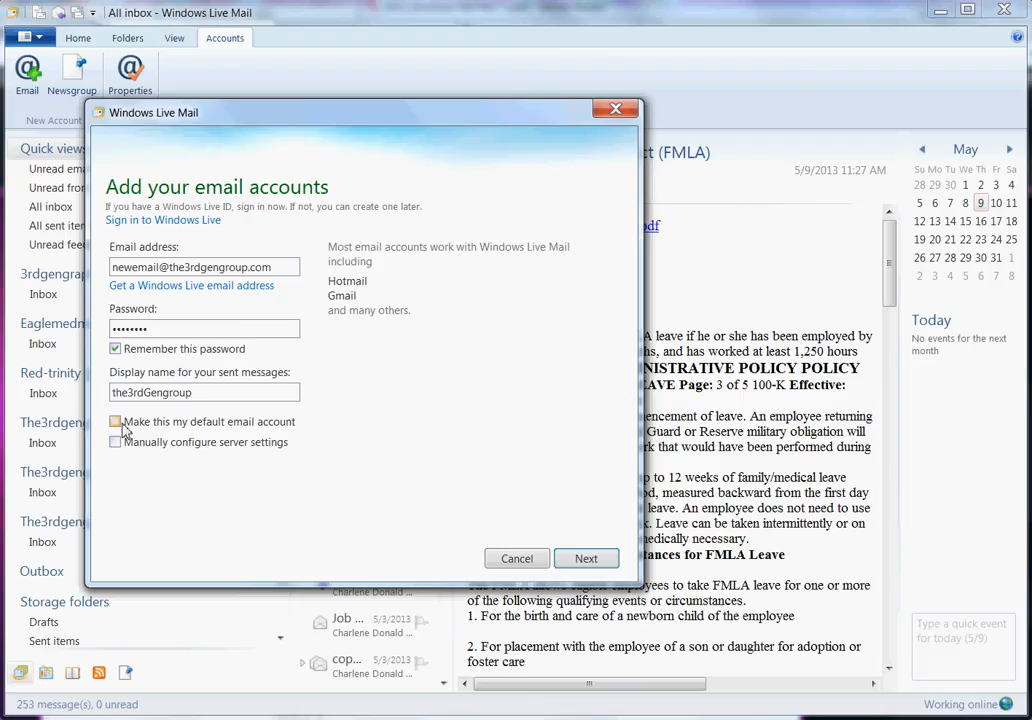 All inbox - Windows Live Mail
Home Folders View Accounts
Email Newsgroup Properties
New Account
Windows Live Mail
Add your email accounts
If you have a Windows Live ID, sign in now. If not, you can create one later.
Sign in to Windows Live
Email address:
newemail@the3rdgengroup.com
Get a Windows Live email address
Password:
••••••••
Remember this password
Display name for your sent messages:
the3rdGengroup
Make this my default email account
Manually configure server settings
Most email accounts work with Windows Live Mail
including
Hotmail
Gmail
and many others.
Cancel Next
Quick views
Unread
Unread
All inbox
All sent
Unread
3rdgengra
Inbox
Eaglemedn
Inbox
Red-trinity
Inbox
The3rdgen
Inbox
The3rdgen
Inbox
The3rdgen
Inbox
Outbox
Storage folders
Drafts
Sent items
Charlene Donald ...
Job ... 5/3/2013
Charlene Donald ...
cop... 5/3/2013
Charlene Donald ...
(FMLA)
5/9/2013 11:27 AM
leave if he or she has been employed by
and has worked at least 1,250 hours
POLICY POLICY
Page: 3 of 5 100-K Effective:
of leave. An employee returning
Guard or Reserve military obligation will
that would have been performed during
up to 12 weeks of family/medical leave
measured backward from the first day
leave. An employee does not need to use
Leave can be taken intermittently or on
necessary.
for FMLA Leave
employees to take FMLA leave for one or more
of the following qualifying events or circumstances.
1. For the birth and care of a newborn child of the employee
2. For placement with the employee of a son or daughter for adoption or
foster care
May
Su Mo Tu We Th Fr Sa
28 29 30 1 2 3 4
5 6 7 8 9 10 11
12 13 14 15 16 17 18
19 20 21 22 23 24 25
26 27 28 29 30 31 1
2 3 4 5 6 7 8
Today
No events for the next
month
Type a quick event
for today (5/9)
253 message(s), 0 unread
Working online